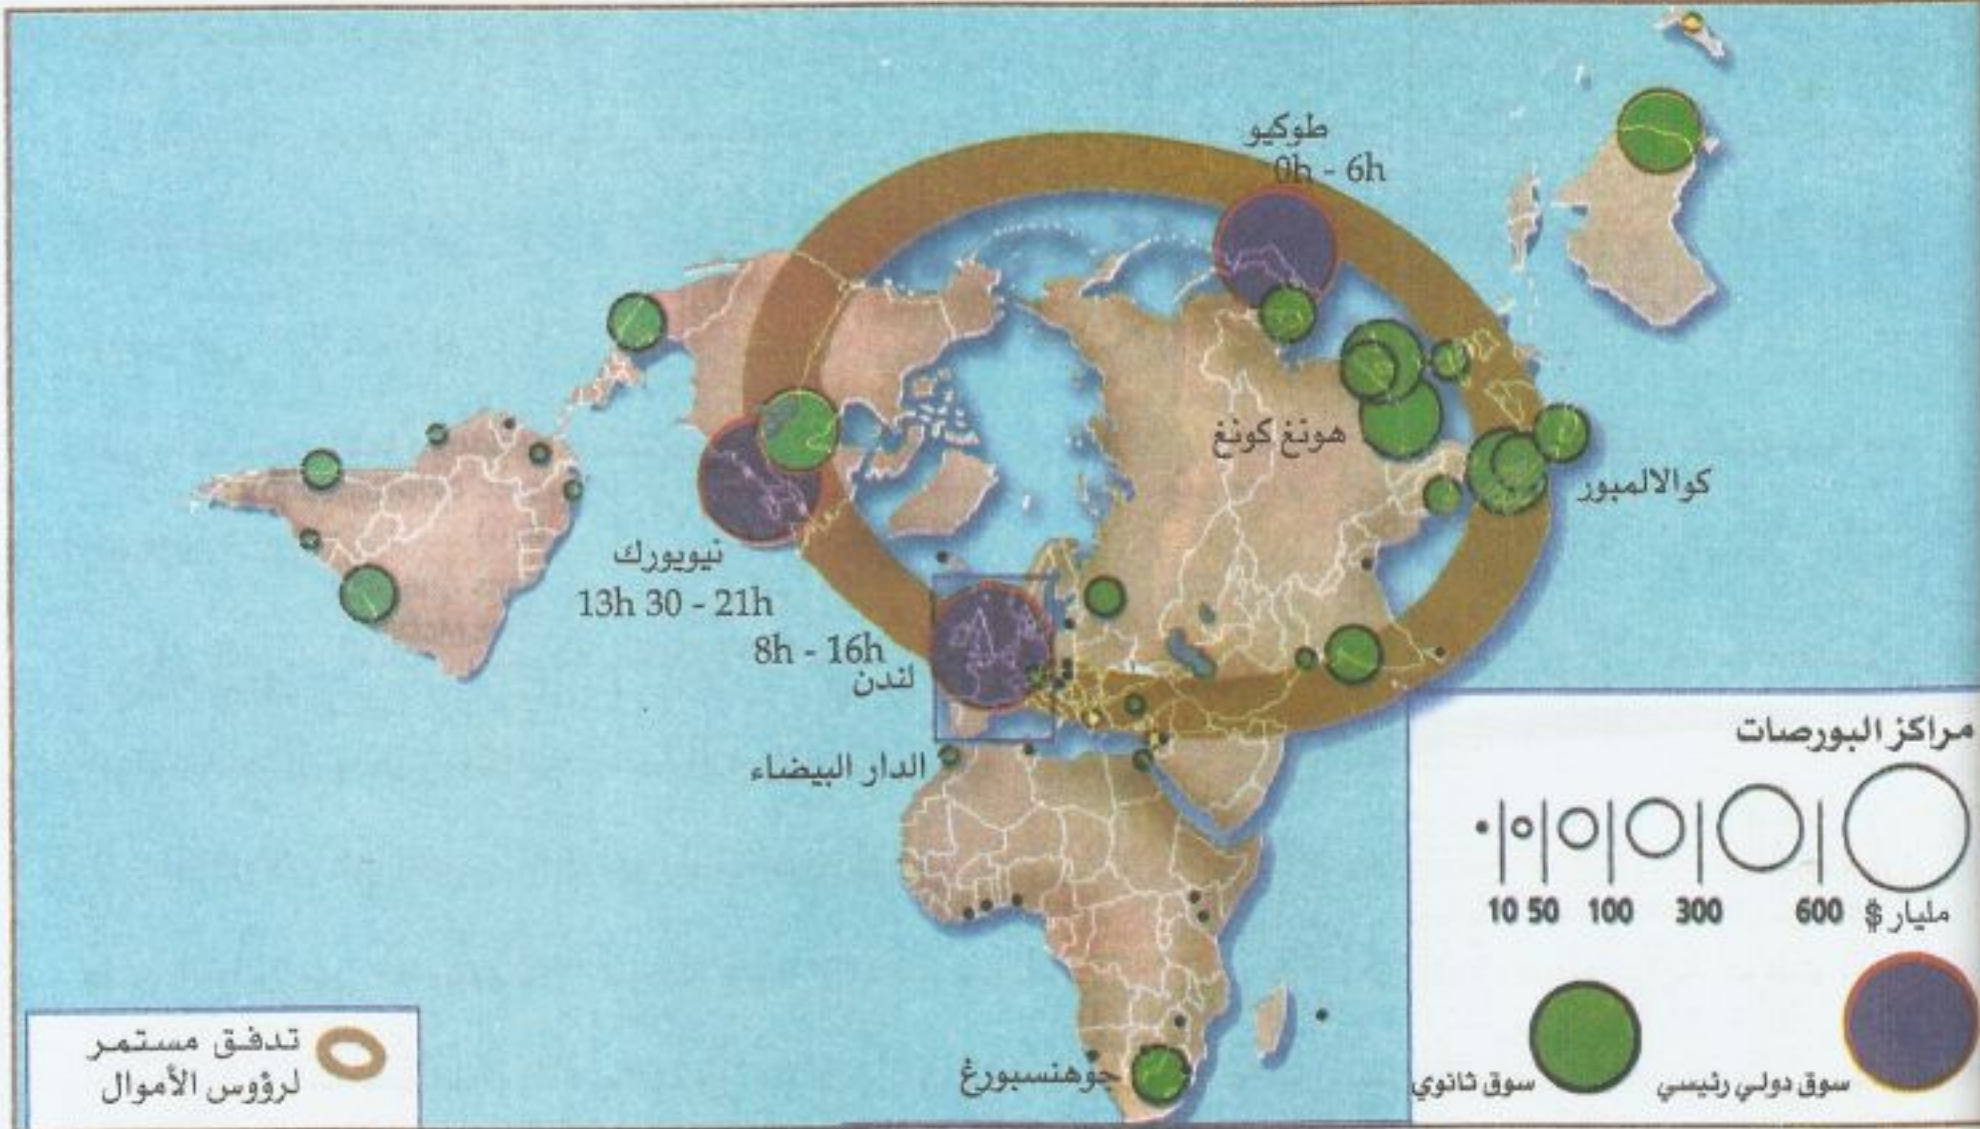 طوكيو
0h - 6h
هونغ كونغ
كوالالمبور
نيويورك
13h 30 - 21h
8h - 16h
لندن
الدار البيضاء
جوهنسبورغ
مراكز البورصات
10 50 100 300 600 مليار $
سوق دولي رئيسي
سوق ثانوي
تدفق مستمر
لرؤوس الأموال